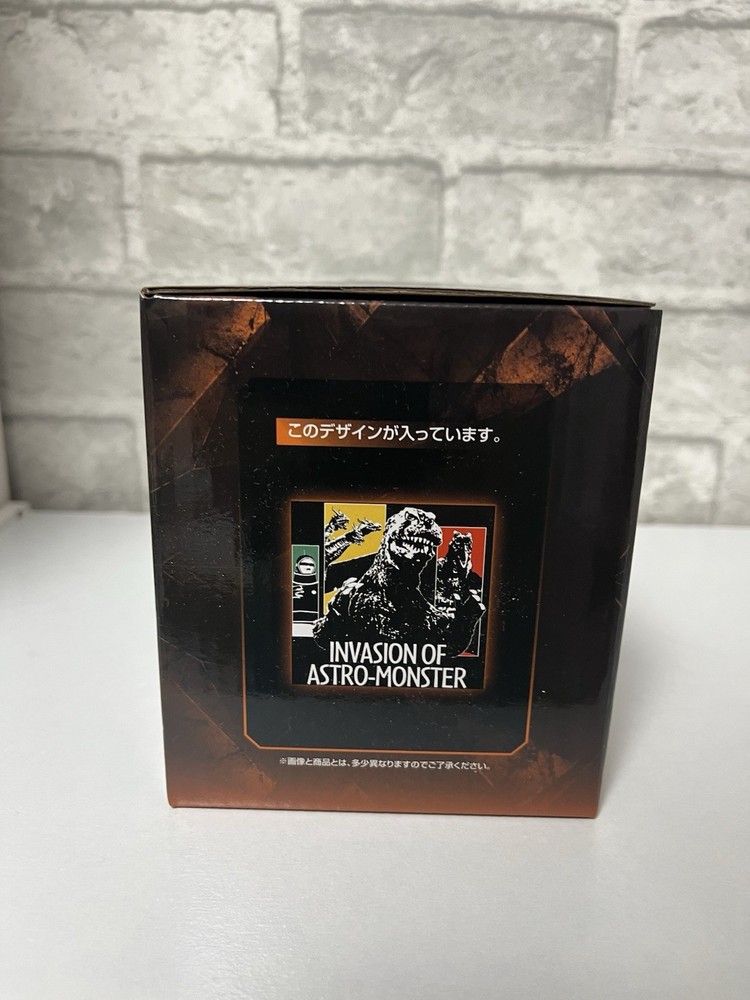 このデザインが入っています。
INVASION OF
ASTRO-MONSTER
※画像と商品とは、多少異なりますのでご了承ください。